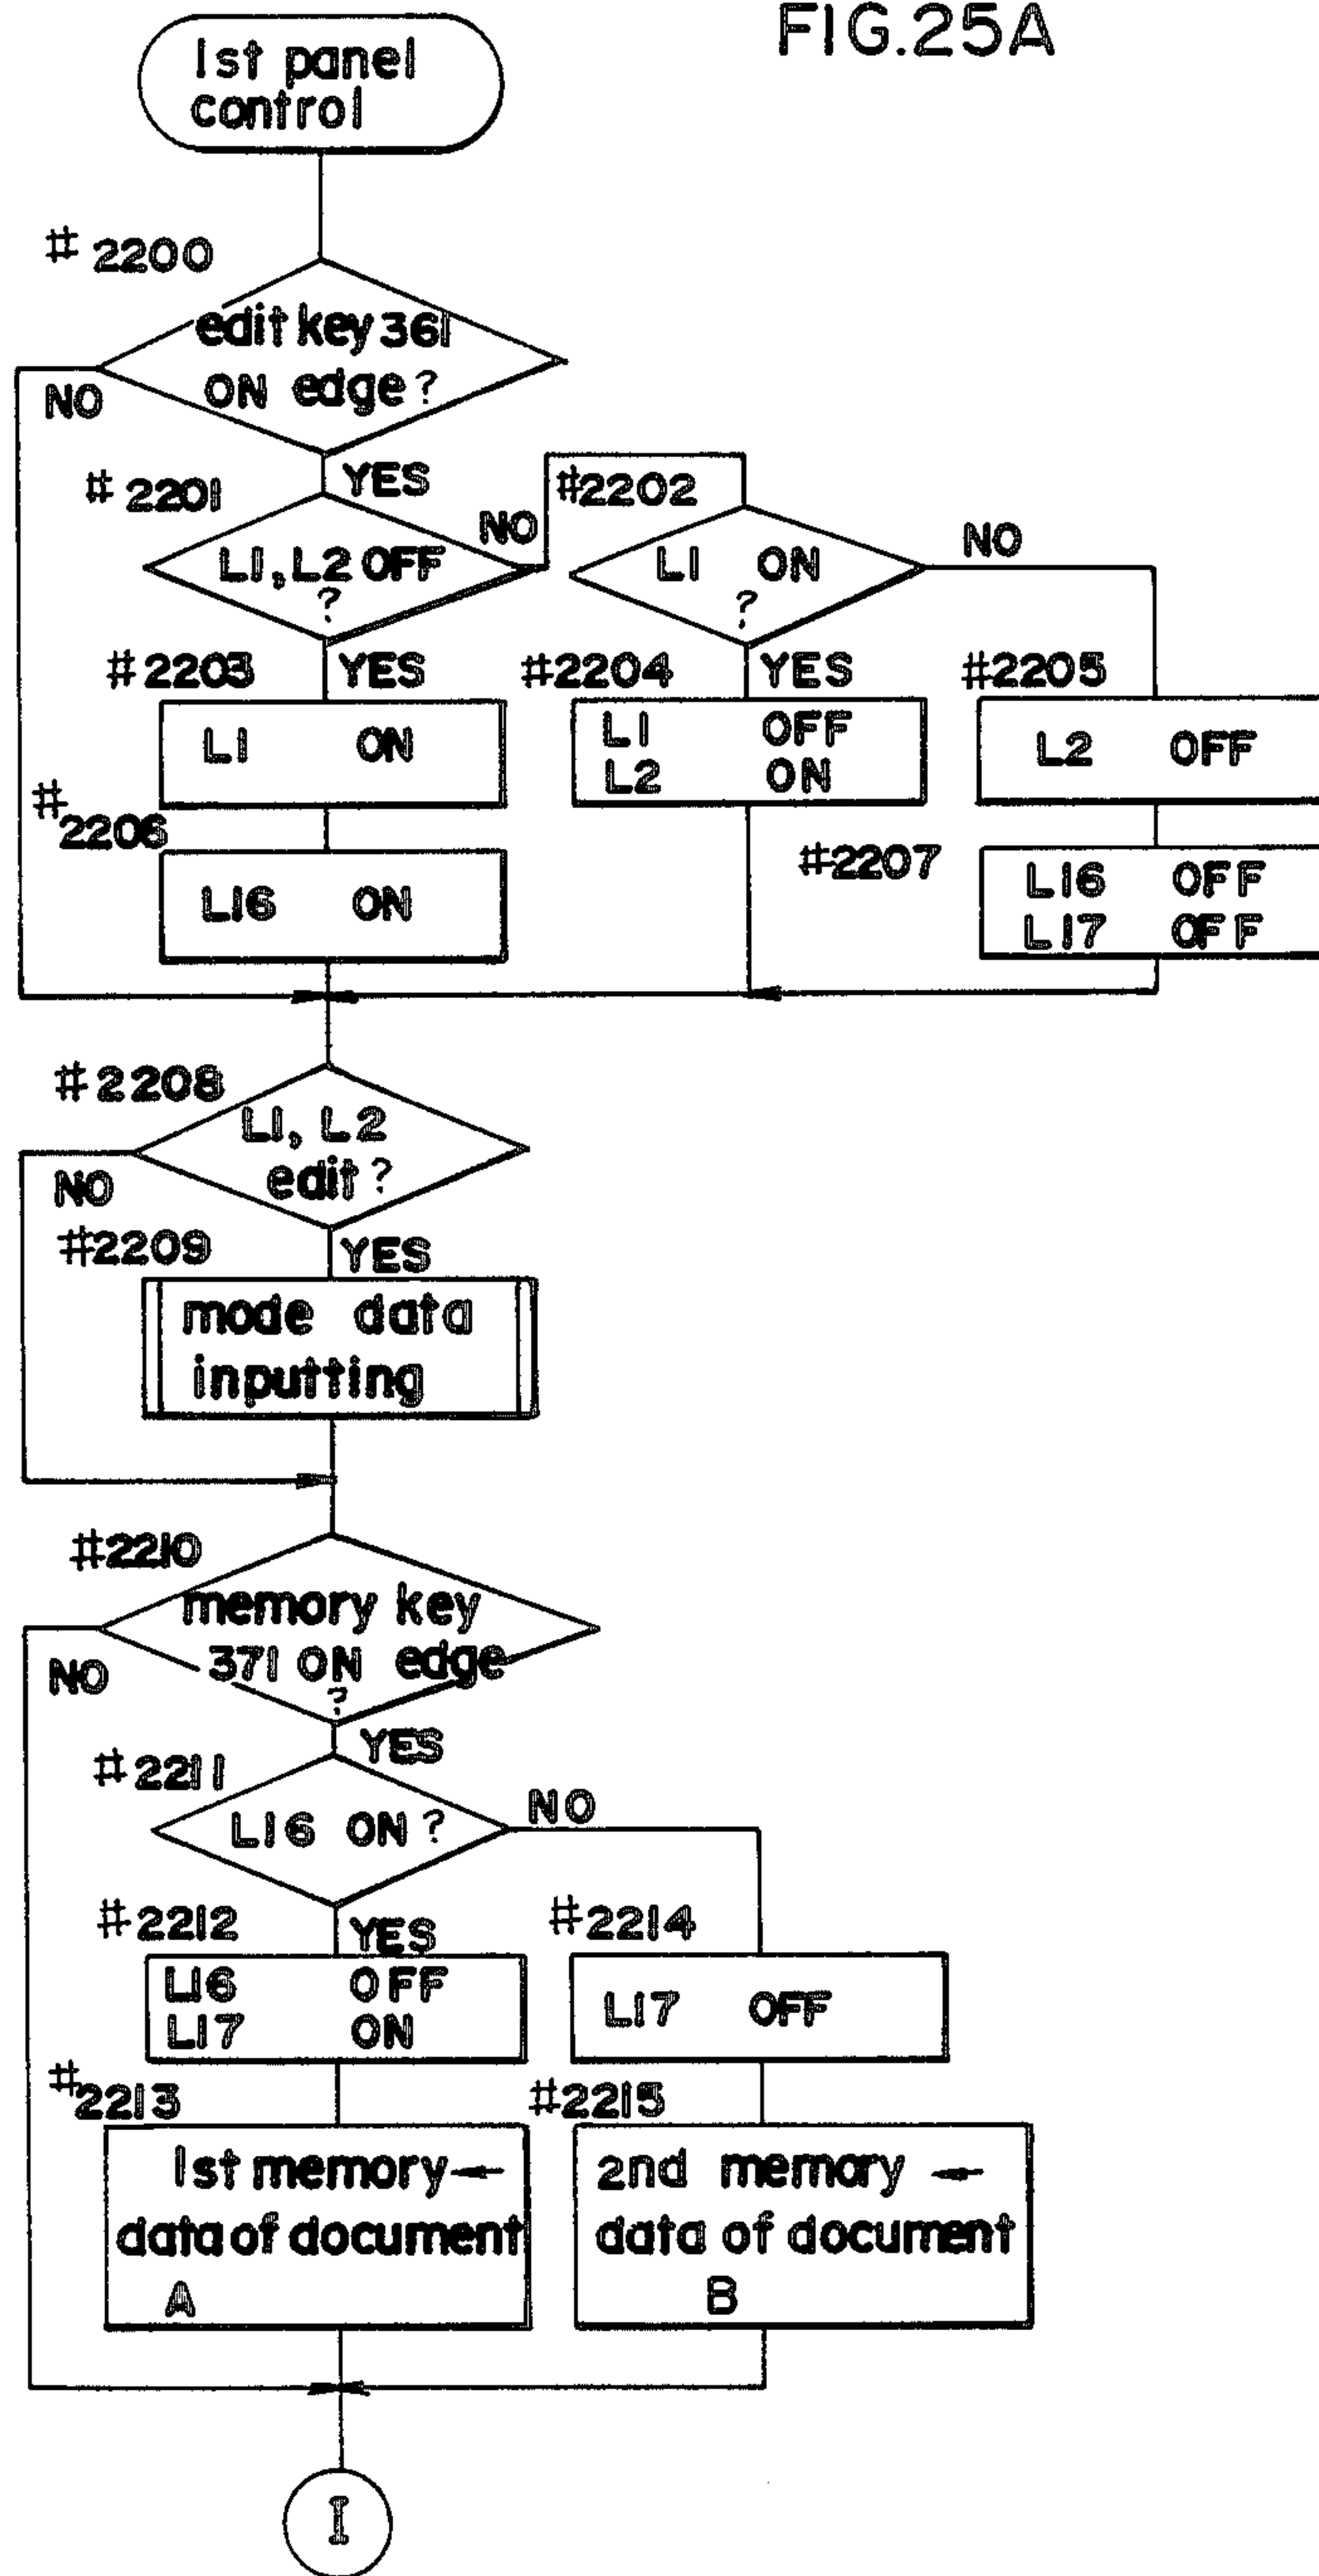 FIG.25A
1st panel
control
#2200
edit key 361
ON edge?
NO
YES
#2201
L1, L2 OFF
?
NO
#2202
L1 ON
?
NO
#2203
YES
#2204
YES
#2205
L1 ON
L1 OFF
L2 ON
L2 OFF
#2206
L16 ON
#2207
L16 OFF
L17 OFF
#2208
L1, L2
edit?
NO
#2209
YES
mode data
inputting
#2210
memory key
371 ON edge
?
NO
YES
#2211
L16 ON?
NO
#2212
YES
#2214
L16 OFF
L17 ON
L17 OFF
#2213
#2215
1st memory ←
data of document
A
2nd memory ←
data of document
B
I